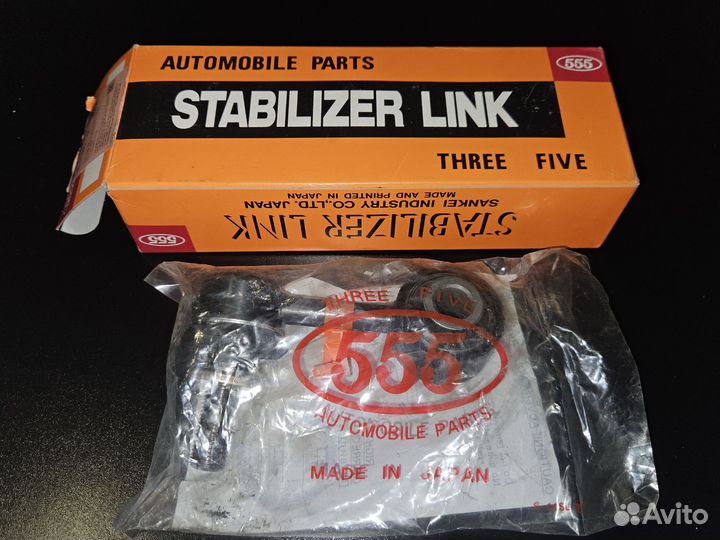 AUTOMOBILE PARTS
555
STABILIZER LINK
THREE FIVE
SANKEI INDUSTRY CO.,LTD. JAPAN
MADE AND PRINTED IN JAPAN
STABILIZER LINK
555
THREE FIVE
555
AUTOMOBILE PARTS
MADE IN JAPAN
Avito